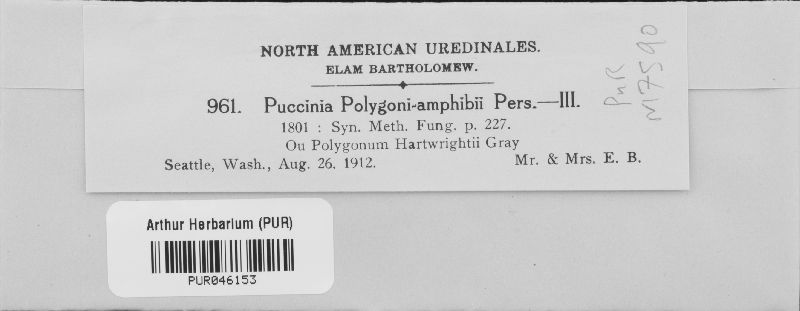 NORTH AMERICAN UREDINALES.
ELAM BARTHOLOMEW.
961. Puccinia Polygoni-amphibii Pers.—III.
1801 : Syn. Meth. Fung. p. 227.
Ou Polygonum Hartwrightii Gray
Seattle, Wash., Aug. 26, 1912. Mr. & Mrs. E. B.
PUR
M7590
Arthur Herbarium (PUR)
PUR046153